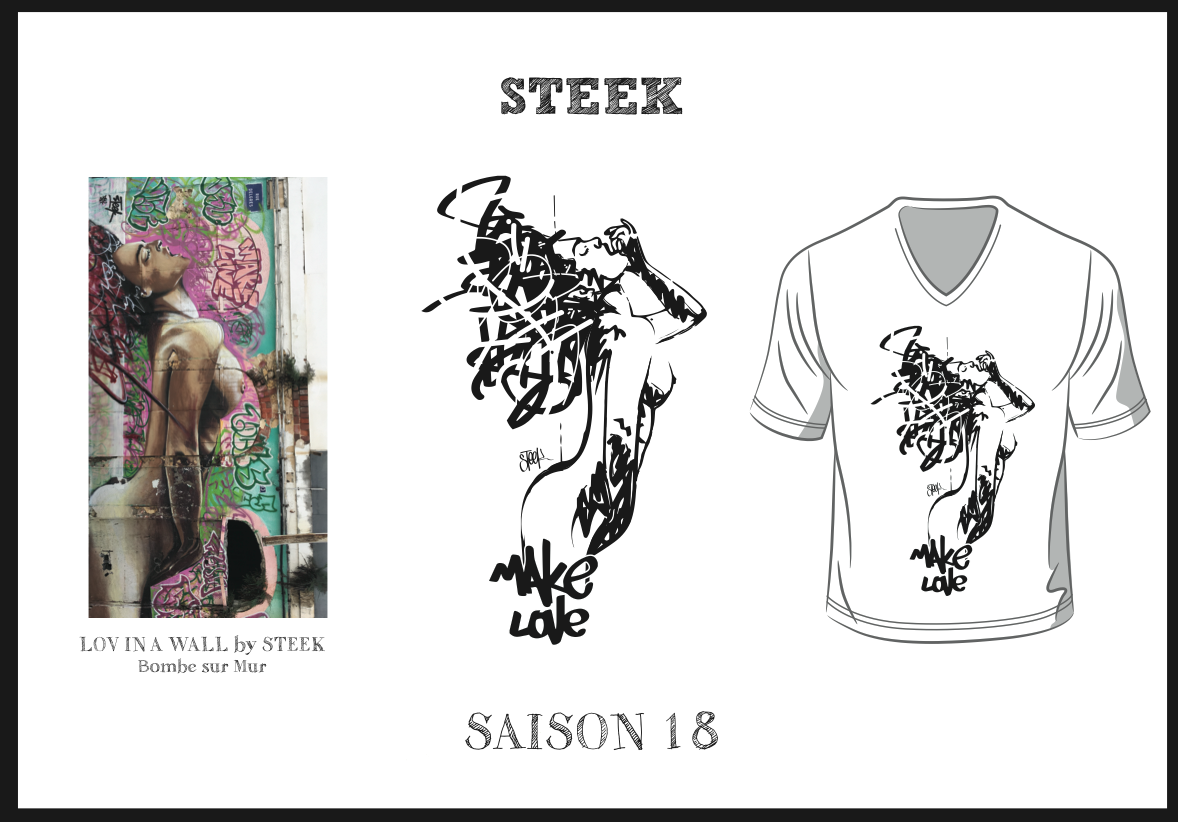 STEEK
LOV IN A WALL by STEEK
Bombe sur Mur
STEEK
MAKE
LOVE
STEEK
MAKE
LOVE
SAISON 18